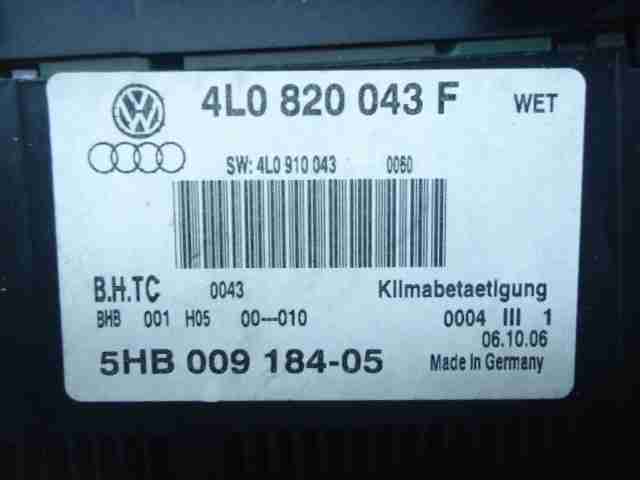 4L0 820 043 F WET
SW: 4L0 910 043 0060
B.H.TC 0043 Klimabetaetigung
BHB 001 H05 00---010 0004 III 1
06.10.06
5HB 009 184-05 Made in Germany